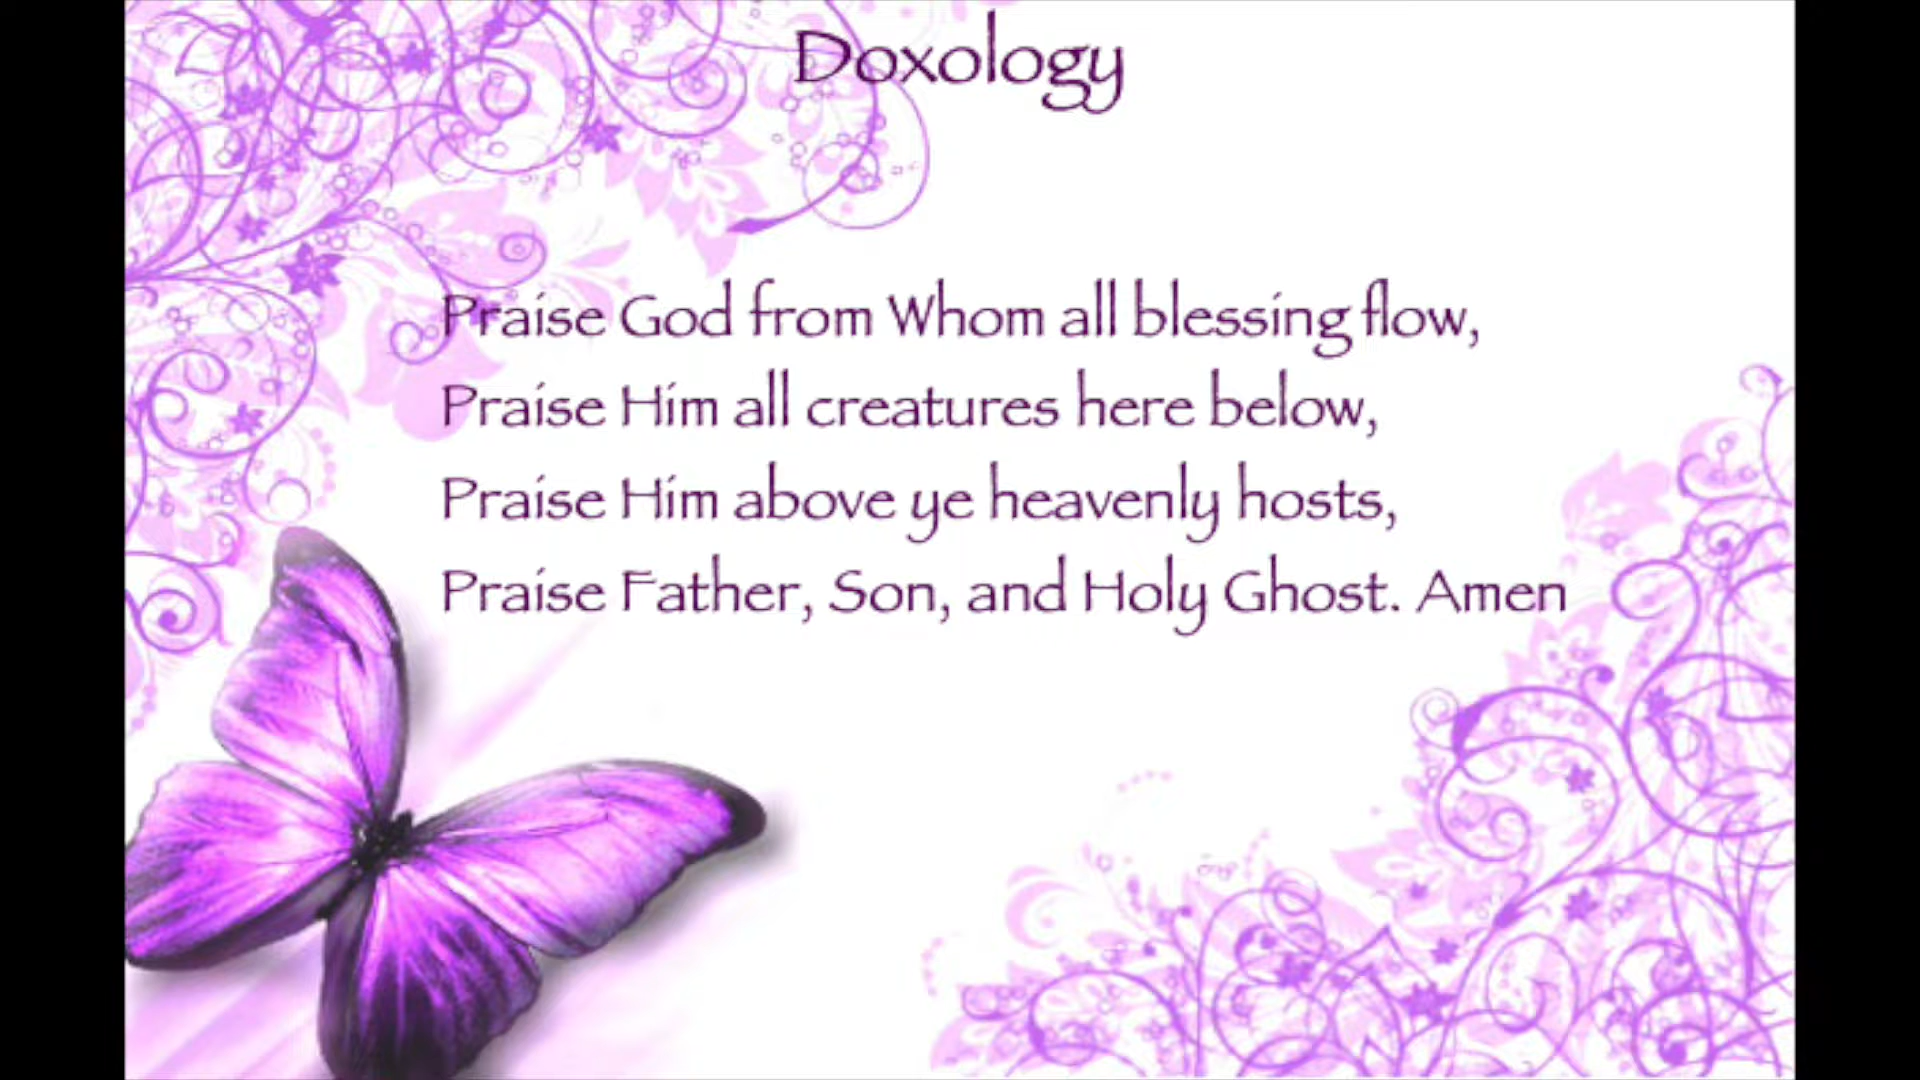 Doxology
Praise God from Whom all blessing flow,
Praise Him all creatures here below,
Praise Him above ye heavenly hosts,
Praise Father, Son, and Holy Ghost. Amen